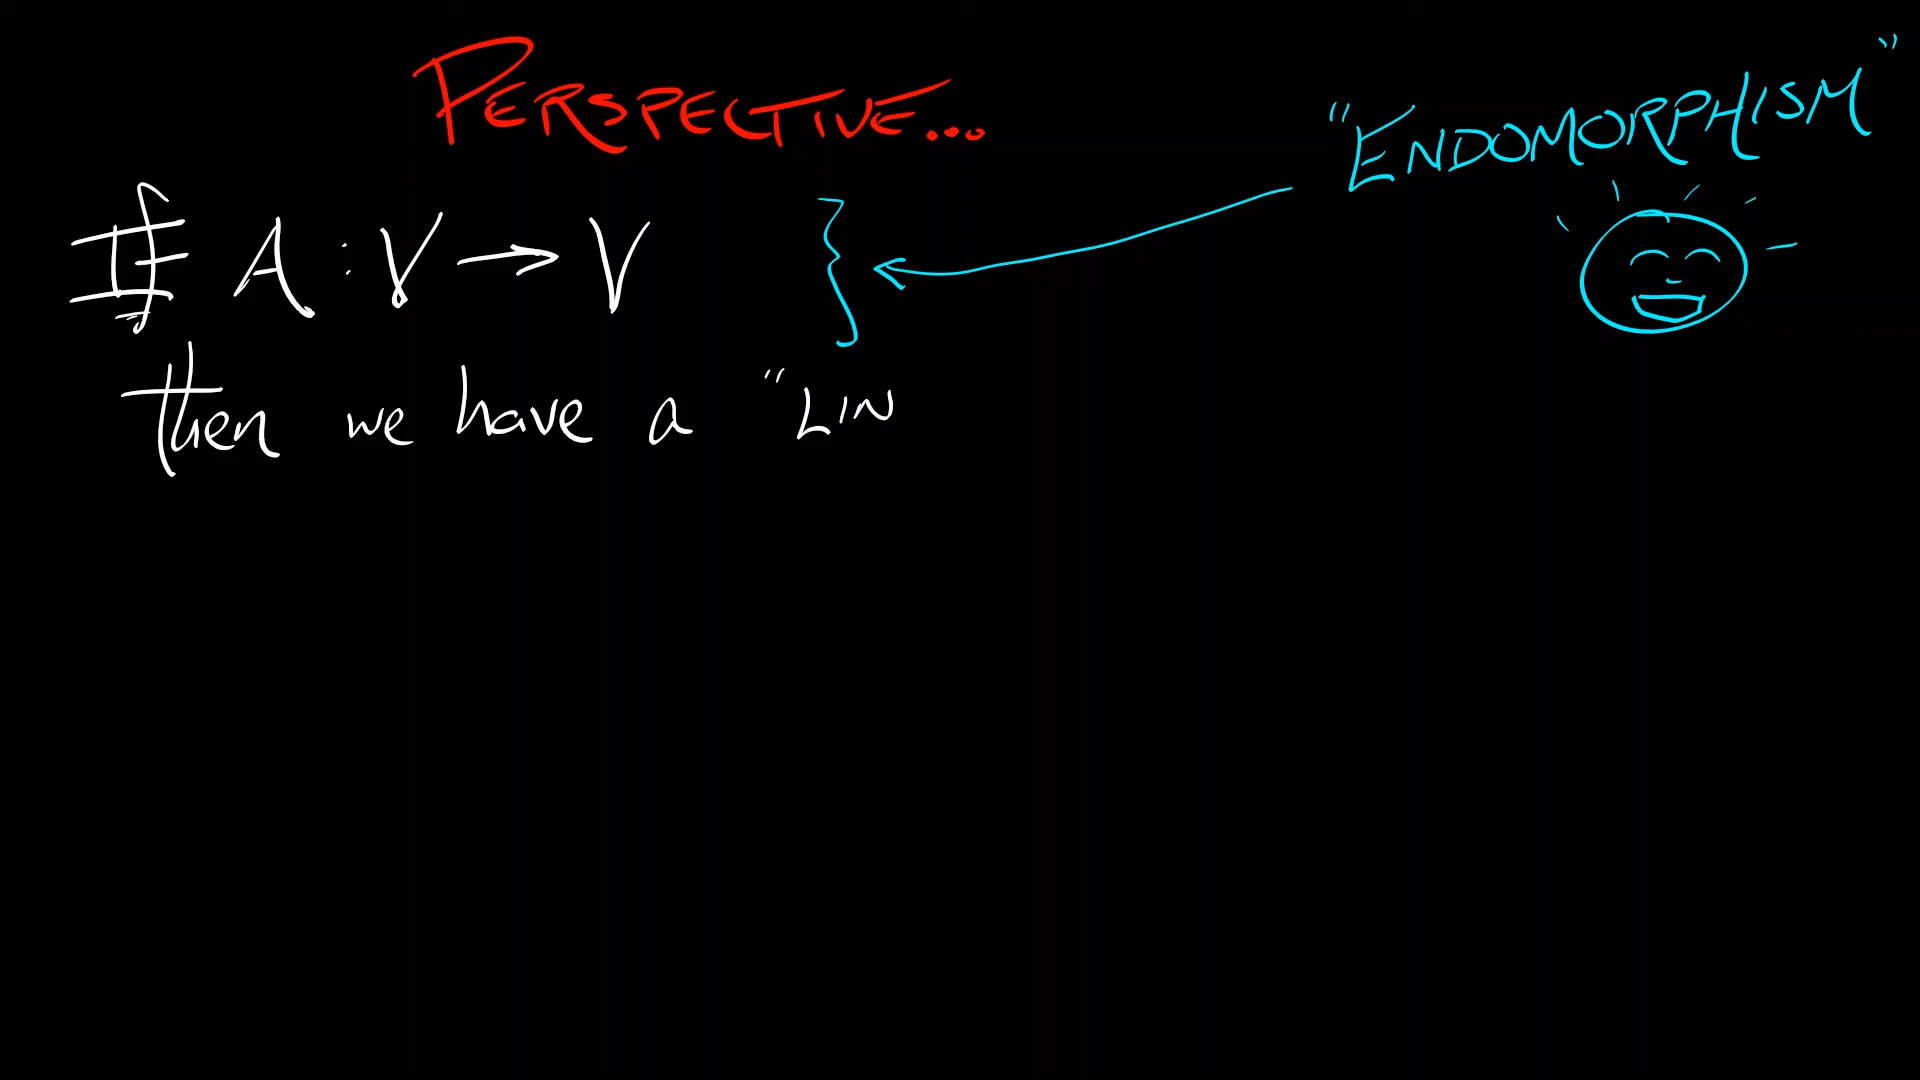 PERSPECTIVE...
"ENDOMORPHISM"
If A : V → V
then we have a "LIN